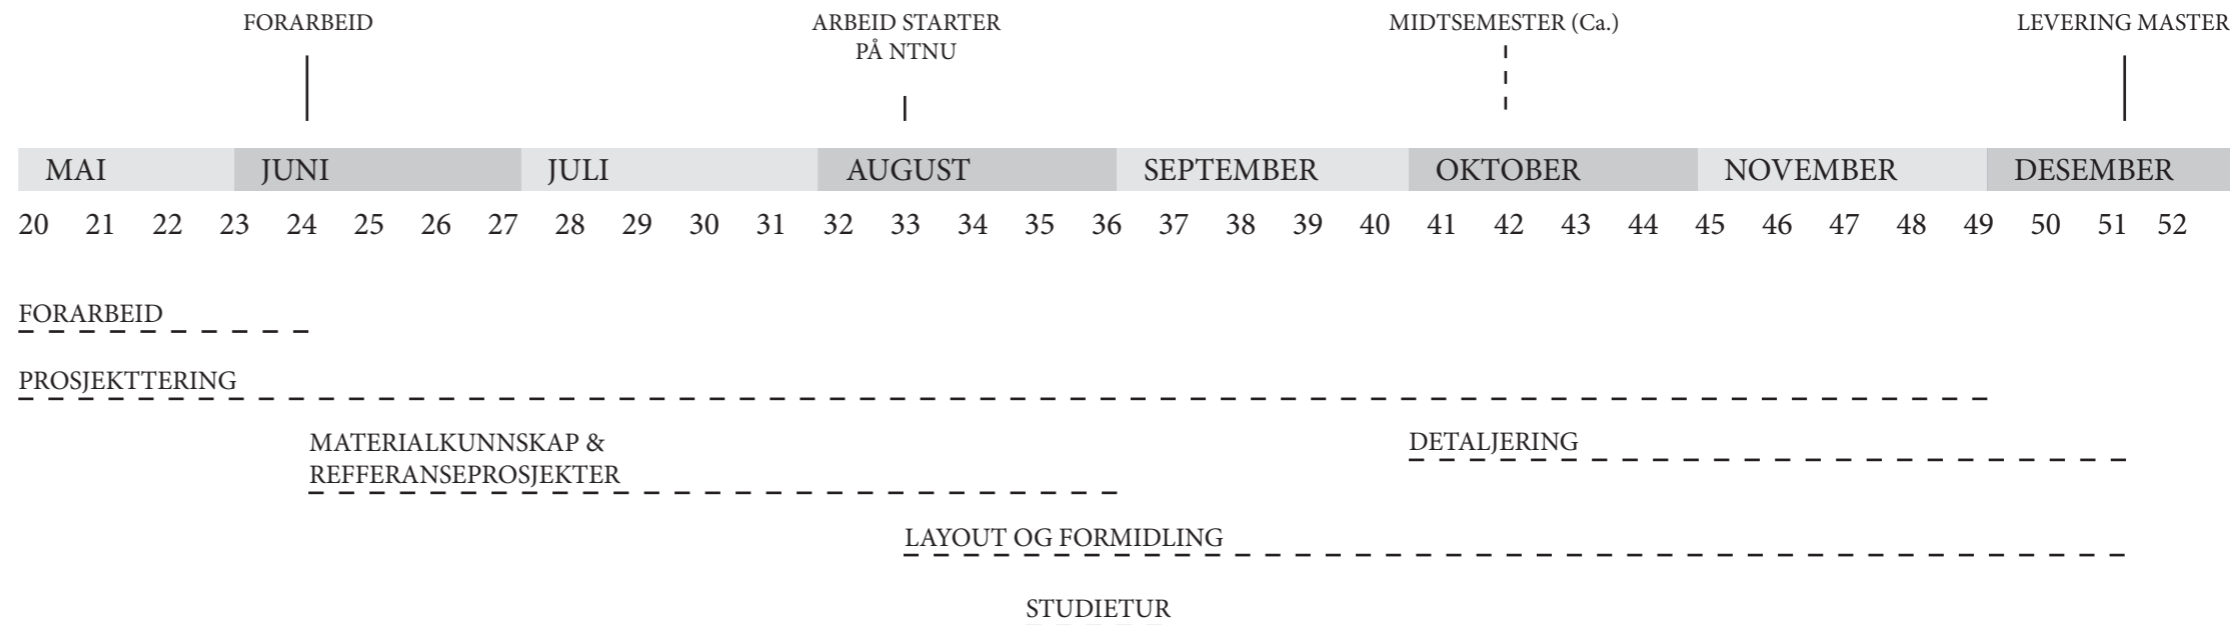 FORARBEID
ARBEID STARTER
PÅ NTNU
MIDTSEMESTER (Ca.)
LEVERING MASTER
MAI JUNI JULI AUGUST SEPTEMBER OKTOBER NOVEMBER DESEMBER
20 21 22 23 24 25 26 27 28 29 30 31 32 33 34 35 36 37 38 39 40 41 42 43 44 45 46 47 48 49 50 51 52
FORARBEID
PROSJEKTTERING
MATERIALKUNNSKAP &
REFFERANSEPROSJEKTER
DETALJERING
LAYOUT OG FORMIDLING
STUDIETUR